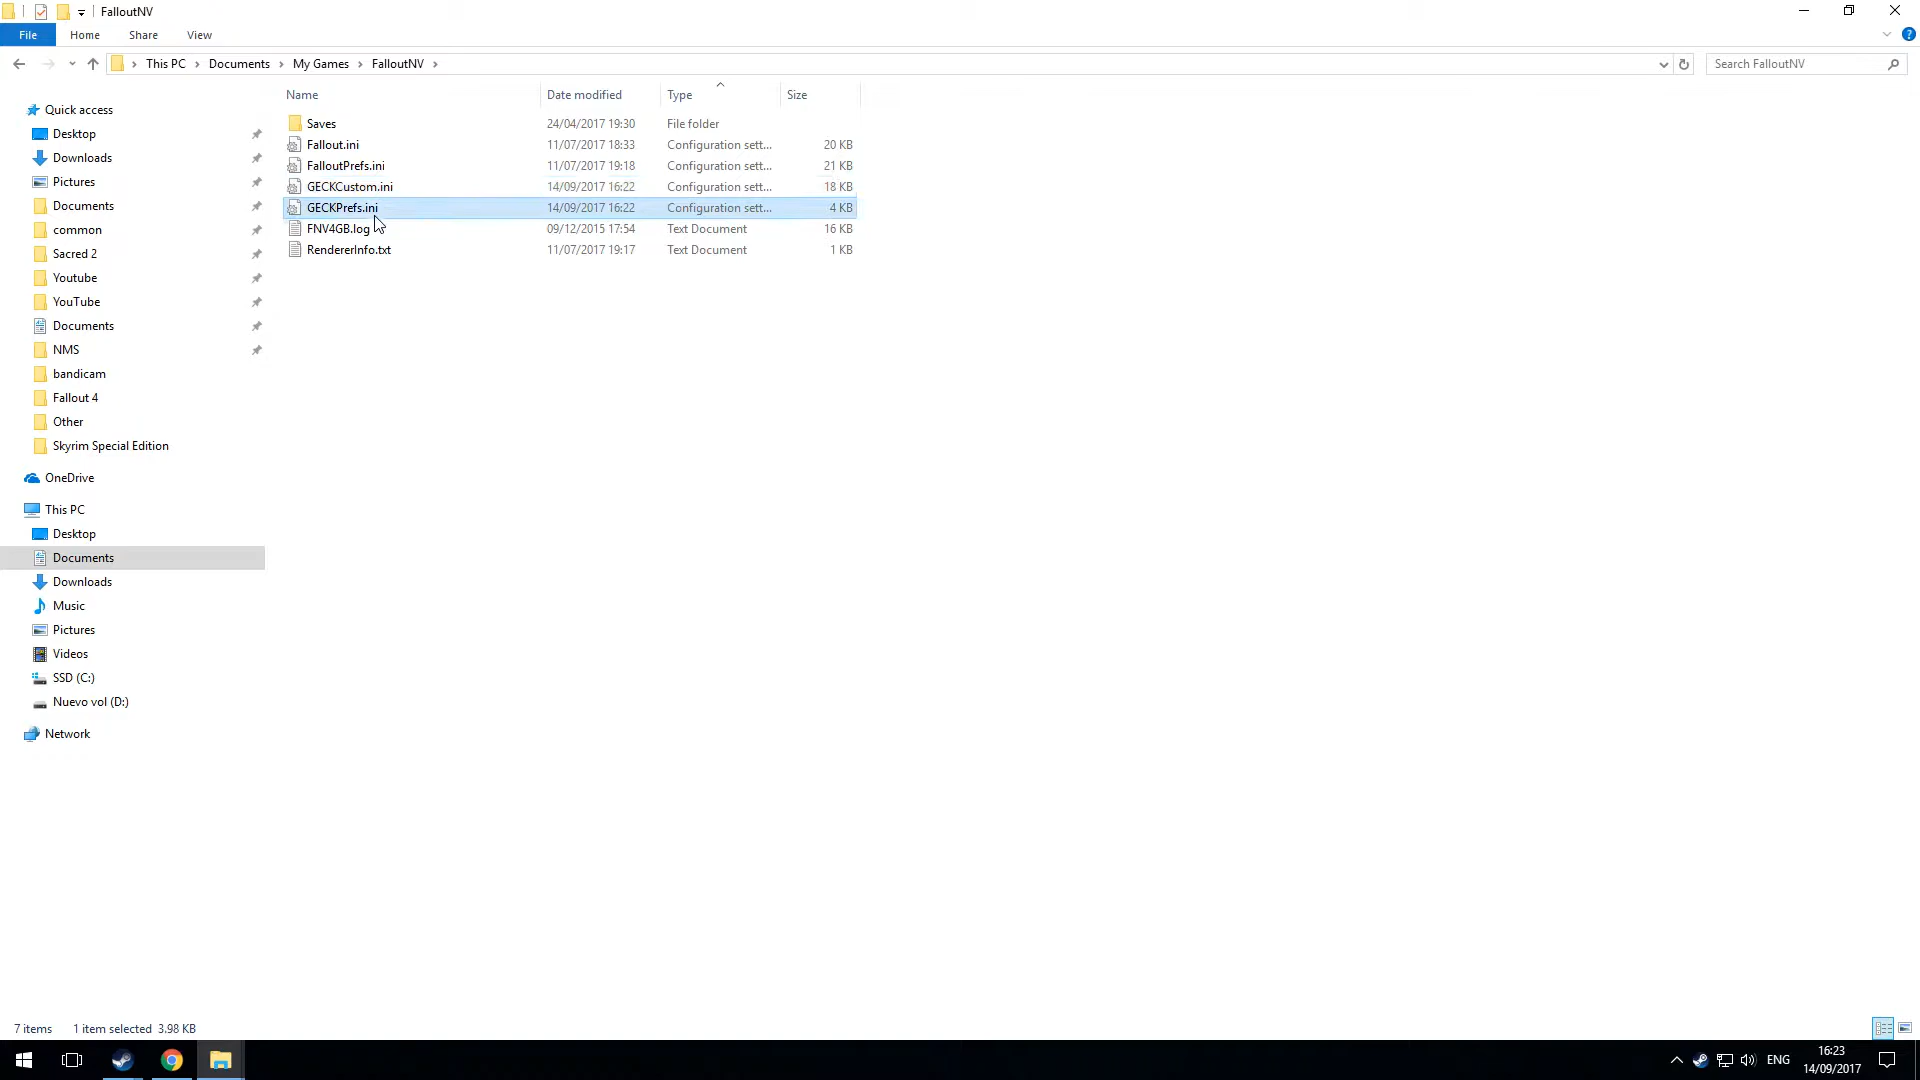 FalloutNV
File Home Share View
This PC Documents My Games FalloutNV
Search FalloutNV
Name Date modified Type Size
Saves 24/04/2017 19:30 File folder
Fallout.ini 11/07/2017 18:33 Configuration sett... 20 KB
FalloutPrefs.ini 11/07/2017 19:18 Configuration sett... 21 KB
GECKCustom.ini 14/09/2017 16:22 Configuration sett... 18 KB
GECKPrefs.ini 14/09/2017 16:22 Configuration sett... 4 KB
FNV4GB.log 09/12/2015 17:54 Text Document 16 KB
RendererInfo.txt 11/07/2017 19:17 Text Document 1 KB
Quick access
Desktop
Downloads
Pictures
Documents
common
Sacred 2
Youtube
YouTube
Documents
NMS
bandicam
Fallout 4
Other
Skyrim Special Edition
OneDrive
This PC
Desktop
Documents
Downloads
Music
Pictures
Videos
SSD (C:)
Nuevo vol (D:)
Network
7 items 1 item selected 3.98 KB
ENG
16:23
14/09/2017